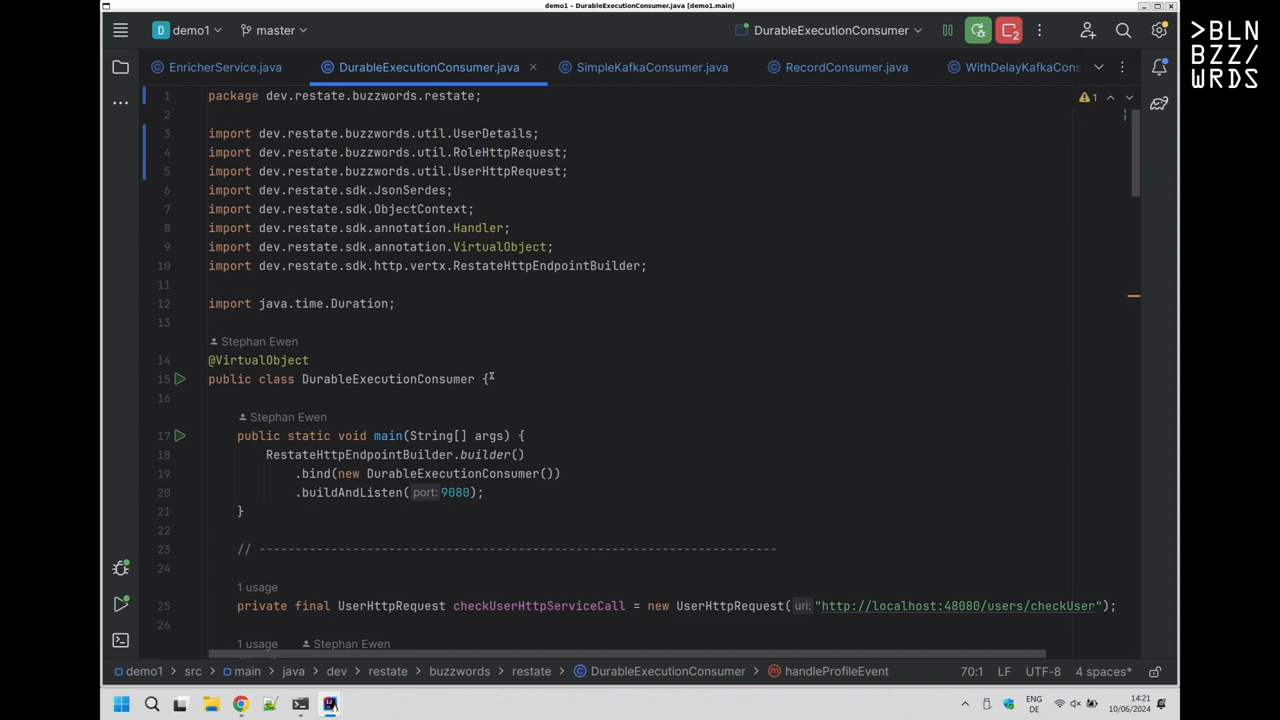 demo1 – DurableExecutionConsumer.java [demo1.main]
D demo1 master DurableExecutionConsumer 2
>BLN
BZZ/
WRDS
EnricherService.java DurableExecutionConsumer.java SimpleKafkaConsumer.java RecordConsumer.java WithDelayKafkaCons
1 package dev.restate.buzzwords.restate; 1
2
3 import dev.restate.buzzwords.util.UserDetails;
4 import dev.restate.buzzwords.util.RoleHttpRequest;
5 import dev.restate.buzzwords.util.UserHttpRequest;
6 import dev.restate.sdk.JsonSerdes;
7 import dev.restate.sdk.ObjectContext;
8 import dev.restate.sdk.annotation.Handler;
9 import dev.restate.sdk.annotation.VirtualObject;
10 import dev.restate.sdk.http.vertx.RestateHttpEndpointBuilder;
11
12 import java.time.Duration;
13
Stephan Ewen
14 @VirtualObject
15 public class DurableExecutionConsumer {
16
Stephan Ewen
17 public static void main(String[] args) {
18 RestateHttpEndpointBuilder.builder()
19 .bind(new DurableExecutionConsumer())
20 .buildAndListen( port: 9080);
21 }
22
23 // ------------------------------------------------------------------------
24
1 usage
25 private final UserHttpRequest checkUserHttpServiceCall = new UserHttpRequest( uri: "http://localhost:48080/users/checkUser");
26
1 usage Stephan Ewen
demo1 > src > main > java > dev > restate > buzzwords > restate > DurableExecutionConsumer > handleProfileEvent 70:1 LF UTF-8 4 spaces*
ENG 14:21
DE 10/06/2024